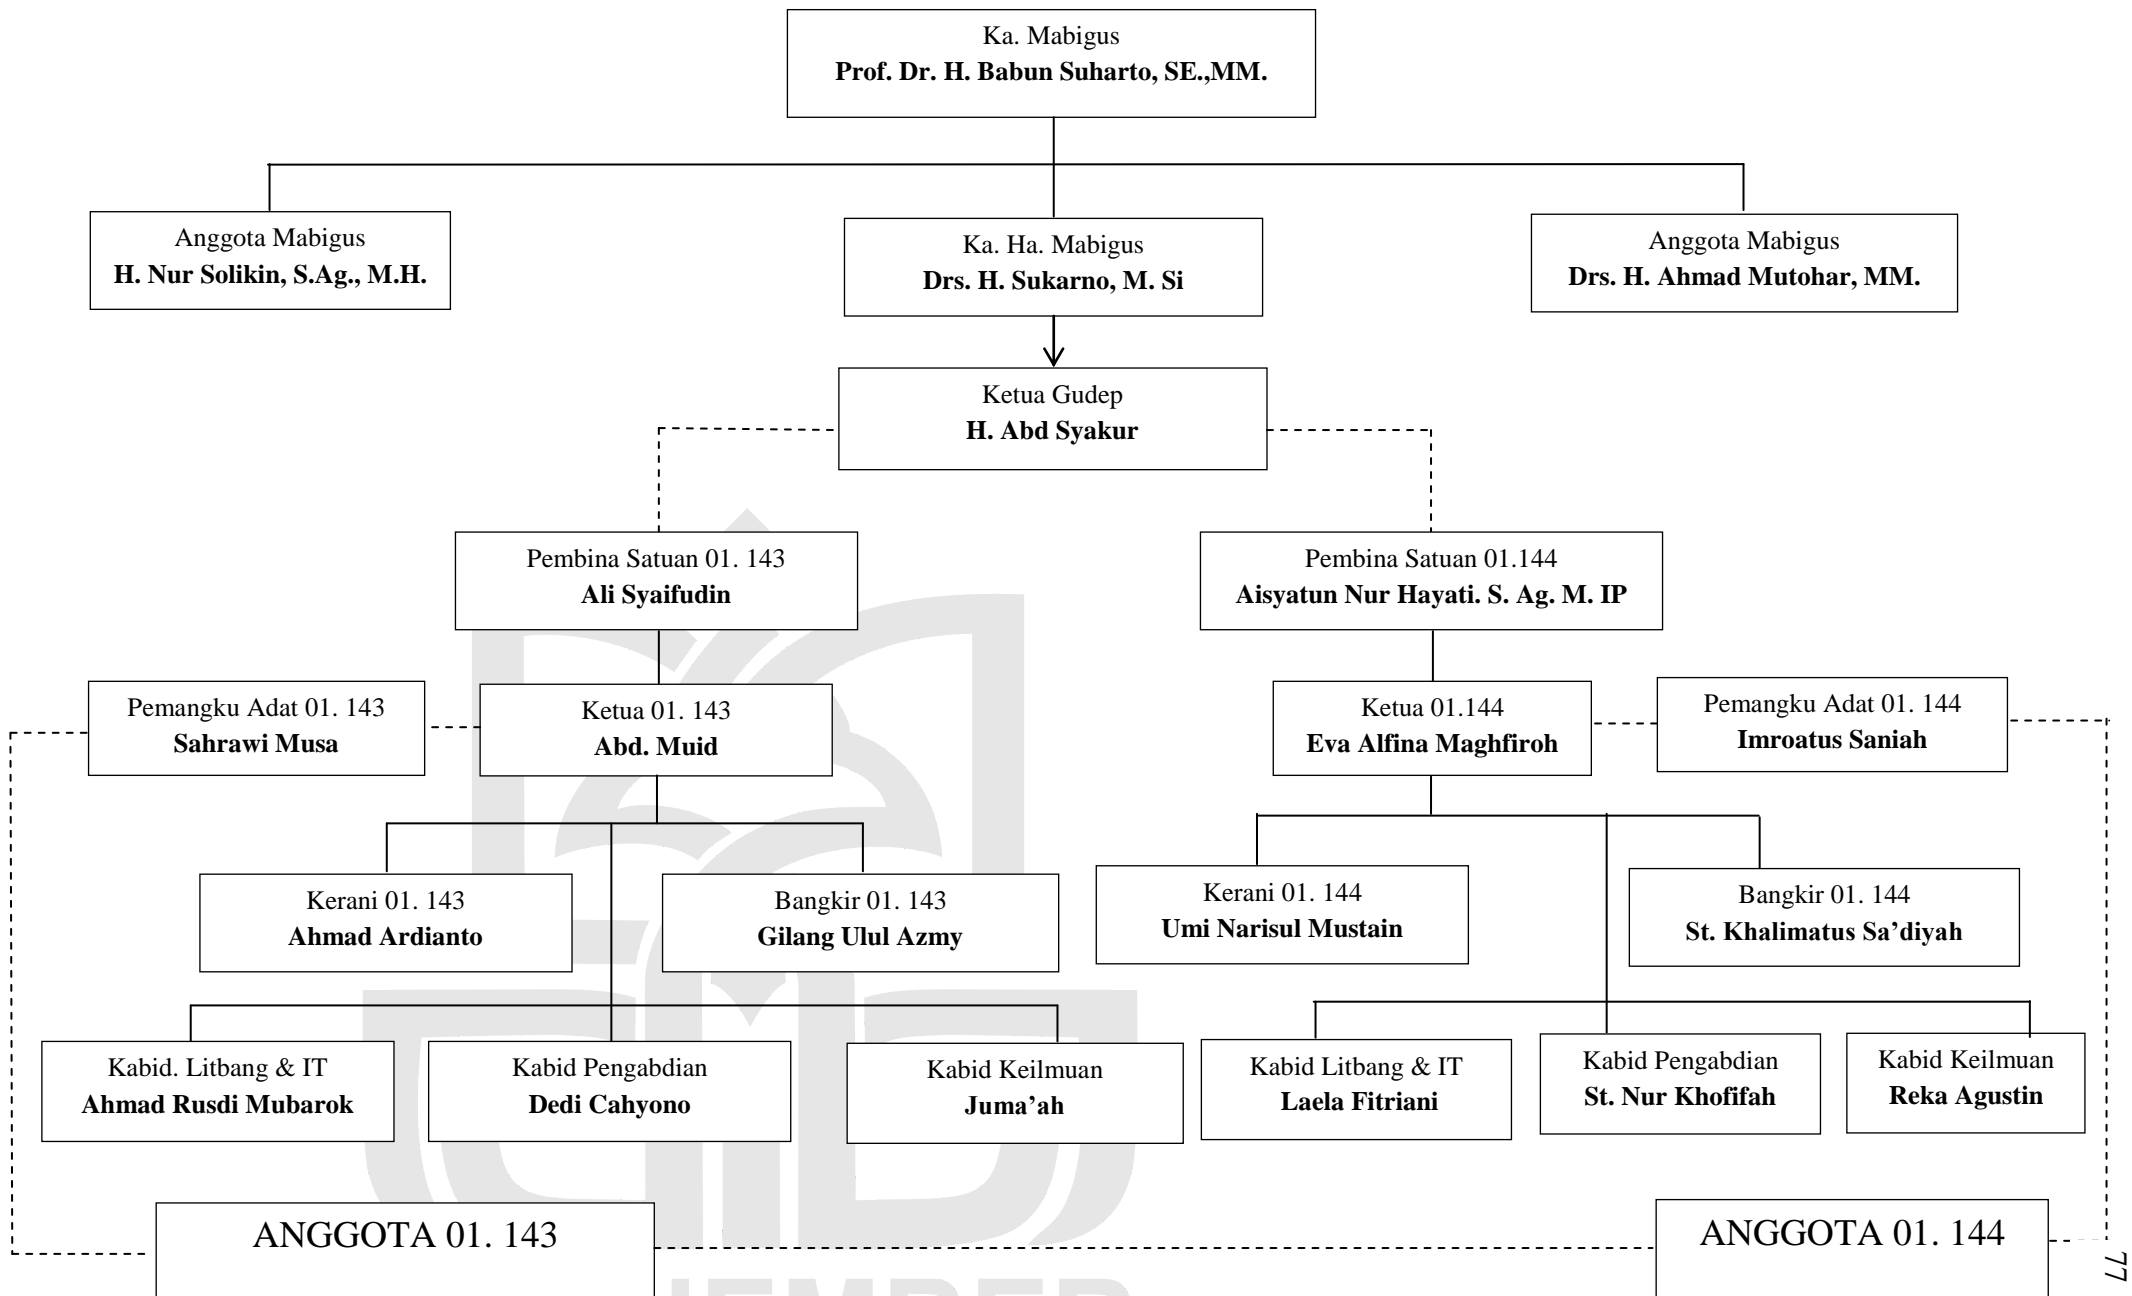 Ka. Mabigus
Prof. Dr. H. Babun Suharto, SE.,MM.
Anggota Mabigus
H. Nur Solikin, S.Ag., M.H.
Ka. Ha. Mabigus
Drs. H. Sukarno, M. Si
Anggota Mabigus
Drs. H. Ahmad Mutohar, MM.
Ketua Gudep
H. Abd Syakur
Pembina Satuan 01. 143
Ali Syaifudin
Pembina Satuan 01.144
Aisyatun Nur Hayati. S. Ag. M. IP
Pemangku Adat 01. 143
Sahrawi Musa
Ketua 01. 143
Abd. Muid
Ketua 01.144
Eva Alfina Maghfiroh
Pemangku Adat 01. 144
Imroatus Saniah
Kerani 01. 143
Ahmad Ardianto
Bangkir 01. 143
Gilang Ulul Azmy
Kerani 01. 144
Umi Narisul Mustain
Bangkir 01. 144
St. Khalimatus Sa’diyah
Kabid. Litbang & IT
Ahmad Rusdi Mubarok
Kabid Pengabdian
Dedi Cahyono
Kabid Keilmuan
Juma’ah
Kabid Litbang & IT
Laela Fitriani
Kabid Pengabdian
St. Nur Khofifah
Kabid Keilmuan
Reka Agustin
ANGGOTA 01. 143
ANGGOTA 01. 144
77